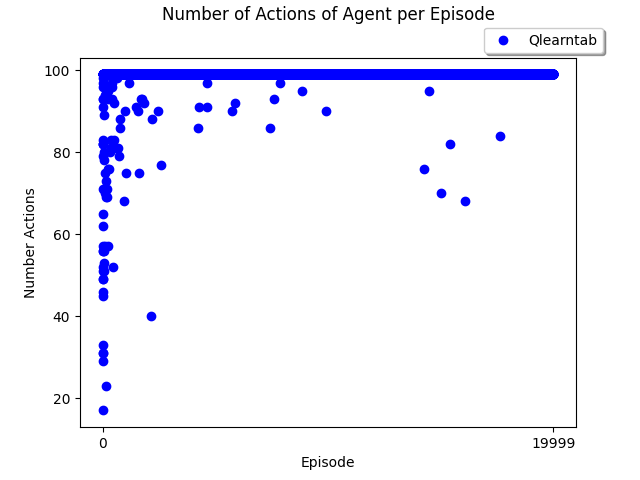 Number of Actions of Agent per Episode
Qlearntab
100
80
60
40
20
Number Actions
0
19999
Episode